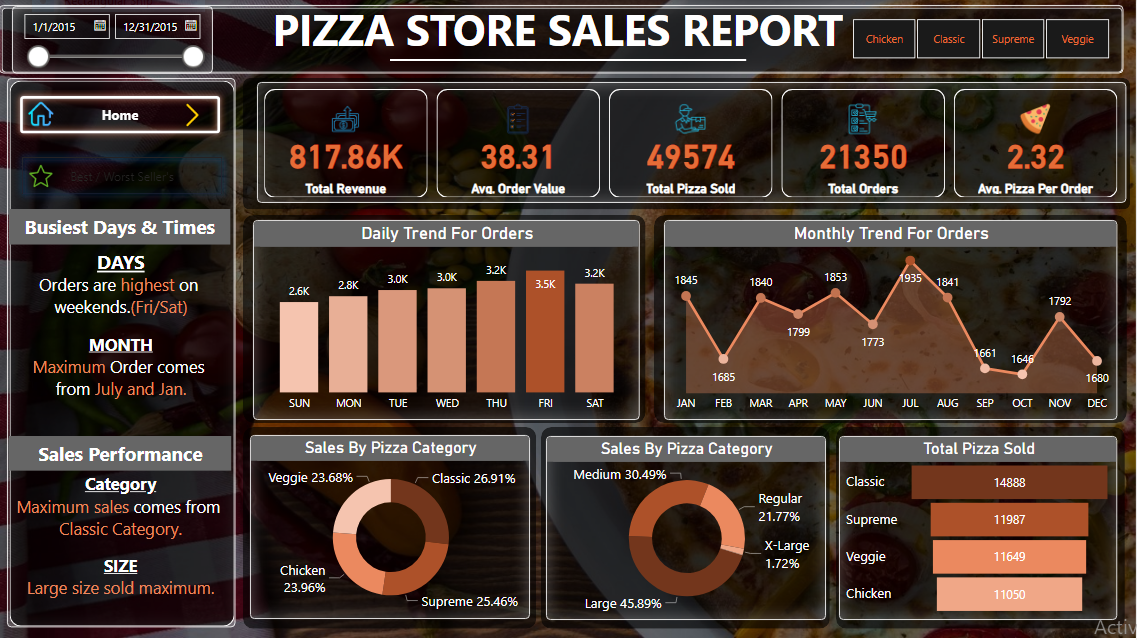 PIZZA STORE SALES REPORT
1/1/2015
12/31/2015
Chicken
Classic
Supreme
Veggie
Home
Best / Worst Seller's
Busiest Days & Times
DAYS
Orders are highest on
weekends.(Fri/Sat)
MONTH
Maximum Order comes
from July and Jan.
Sales Performance
Category
Maximum sales comes from
Classic Category.
SIZE
Large size sold maximum.
817.86K
Total Revenue
38.31
Avg. Order Value
49574
Total Pizza Sold
21350
Total Orders
2.32
Avg. Pizza Per Order
Daily Trend For Orders
2.6K
2.8K
3.0K
3.0K
3.2K
3.5K
3.2K
SUN
MON
TUE
WED
THU
FRI
SAT
Monthly Trend For Orders
1845
1685
1840
1799
1853
1773
1935
1841
1661
1646
1792
1680
JAN
FEB
MAR
APR
MAY
JUN
JUL
AUG
SEP
OCT
NOV
DEC
Sales By Pizza Category
Veggie 23.68%
Classic 26.91%
Chicken
23.96%
Supreme 25.46%
Sales By Pizza Category
Medium 30.49%
Regular
21.77%
X-Large
1.72%
Large 45.89%
Total Pizza Sold
Classic
14888
Supreme
11987
Veggie
11649
Chicken
11050
Activ